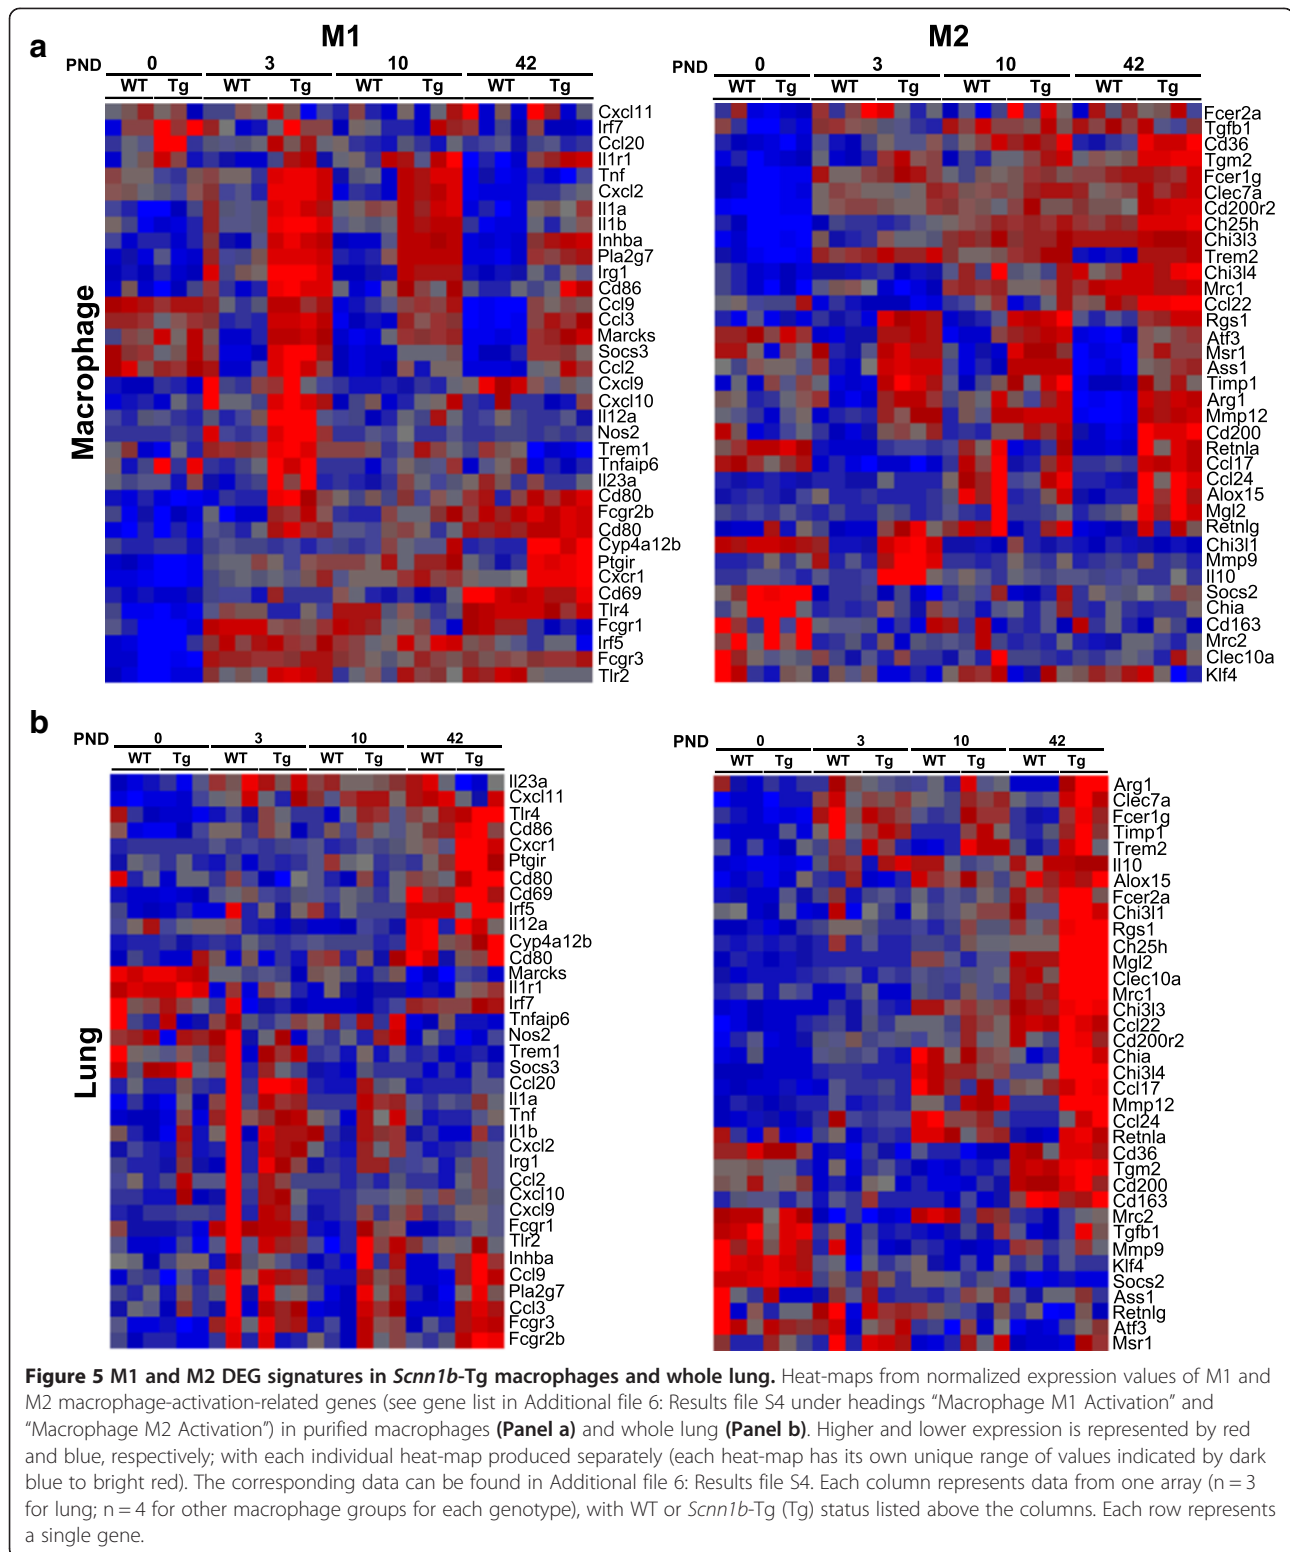 a
M1
M2
PND 0 3 10 42
WT Tg WT Tg WT Tg WT Tg
PND 0 3 10 42
WT Tg WT Tg WT Tg WT Tg
Macrophage
Cxcl11
Irf7
Ccl20
Il1r1
Tnf
Cxcl2
Il1a
Il1b
Inhba
Pla2g7
Irg1
Cd86
Ccl9
Ccl3
Marcks
Socs3
Ccl2
Cxcl9
Cxcl10
Il12a
Nos2
Trem1
Tnfaip6
Il23a
Cd80
Fcgr2b
Cd80
Cyp4a12b
Ptgir
Cxcr1
Cd69
Tlr4
Fcgr1
Irf5
Fcgr3
Tlr2
Fcer2a
Tgfb1
Cd36
Tgm2
Fcer1g
Clec7a
Cd200r2
Ch25h
Chi3l3
Trem2
Chi3l4
Mrc1
Ccl22
Rgs1
Atf3
Msr1
Ass1
Timp1
Arg1
Mmp12
Cd200
Retnla
Ccl17
Ccl24
Alox15
Mgl2
Retnlg
Chi3l1
Mmp9
Il10
Socs2
Chia
Cd163
Mrc2
Clec10a
Klf4
b
PND 0 3 10 42
WT Tg WT Tg WT Tg WT Tg
PND 0 3 10 42
WT Tg WT Tg WT Tg WT Tg
Lung
Il23a
Cxcl11
Tlr4
Cd86
Cxcr1
Ptgir
Cd80
Cd69
Irf5
Il12a
Cyp4a12b
Cd80
Marcks
Il1r1
Irf7
Tnfaip6
Nos2
Trem1
Socs3
Ccl20
Il1a
Tnf
Il1b
Cxcl2
Irg1
Ccl2
Cxcl10
Cxcl9
Fcgr1
Tlr2
Inhba
Ccl9
Pla2g7
Ccl3
Fcgr3
Fcgr2b
Arg1
Clec7a
Fcer1g
Timp1
Trem2
Il10
Alox15
Fcer2a
Chi3l1
Rgs1
Ch25h
Mgl2
Clec10a
Mrc1
Chi3l3
Ccl22
Cd200r2
Chia
Chi3l4
Ccl17
Mmp12
Ccl24
Retnla
Cd36
Tgm2
Cd200
Cd163
Mrc2
Tgfb1
Mmp9
Klf4
Socs2
Ass1
Retnlg
Atf3
Msr1
Figure 5 M1 and M2 DEG signatures in Scnn1b-Tg macrophages and whole lung. Heat-maps from normalized expression values of M1 and
M2 macrophage-activation-related genes (see gene list in Additional file 6: Results file S4 under headings “Macrophage M1 Activation” and
“Macrophage M2 Activation”) in purified macrophages (Panel a) and whole lung (Panel b). Higher and lower expression is represented by red
and blue, respectively; with each individual heat-map produced separately (each heat-map has its own unique range of values indicated by dark
blue to bright red). The corresponding data can be found in Additional file 6: Results file S4. Each column represents data from one array (n = 3
for lung; n = 4 for other macrophage groups for each genotype), with WT or Scnn1b-Tg (Tg) status listed above the columns. Each row represents
a single gene.